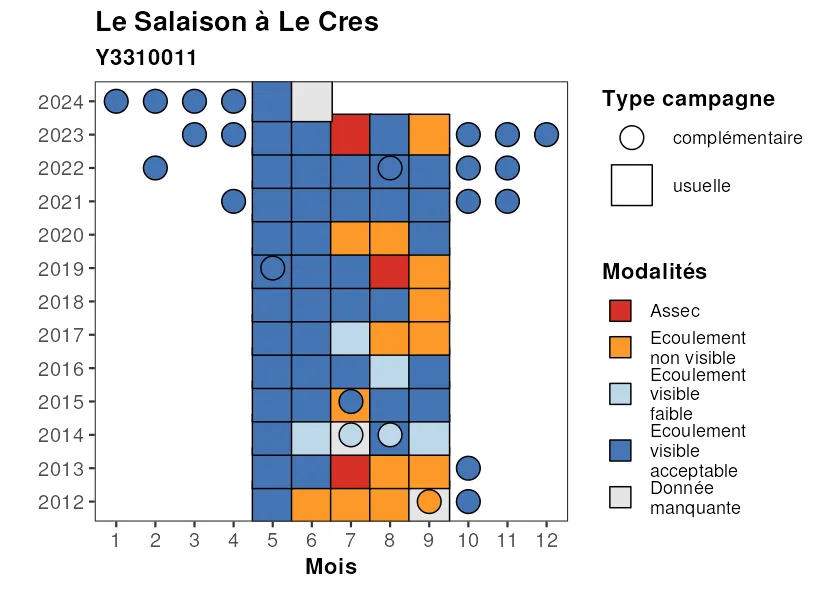 Le Salaison à Le Cres
Y3310011
2024
2023
2022
2021
2020
2019
2018
2017
2016
2015
2014
2013
2012
1 2 3 4 5 6 7 8 9 10 11 12
Mois
Type campagne
complémentaire
usuelle
Modalités
Assec
Ecoulement
non visible
Ecoulement
visible
faible
Ecoulement
visible
acceptable
Donnée
manquante